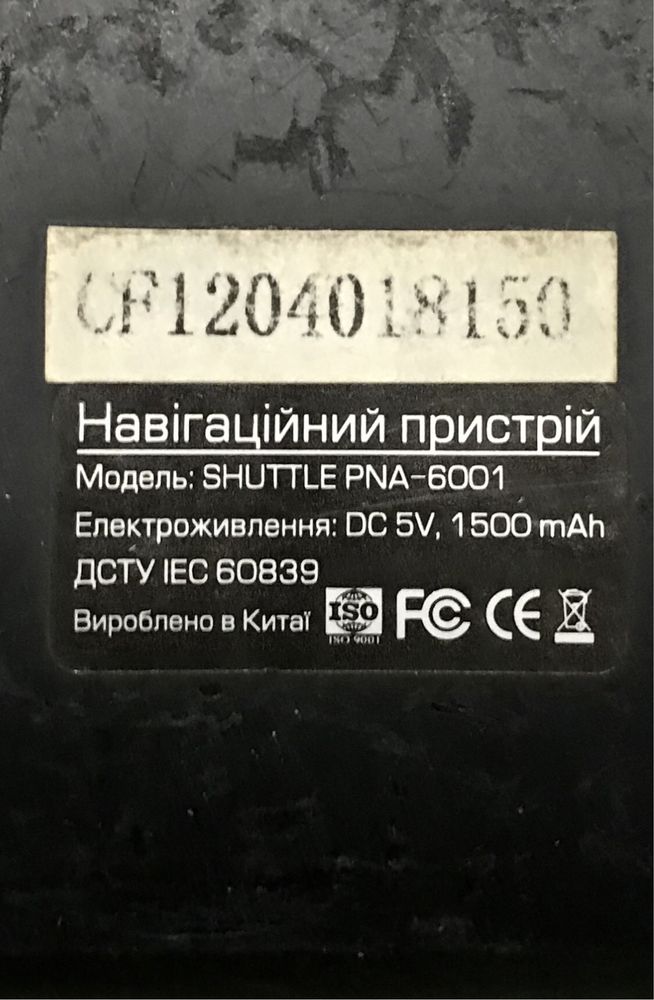 CF1204018150
Навігаційний пристрій
Модель: SHUTTLE PNA-6001
Електроживлення: DC 5V, 1500 mAh
ДСТУ IEC 60839
Вироблено в Китаї ISO FC CE
ISO 9001